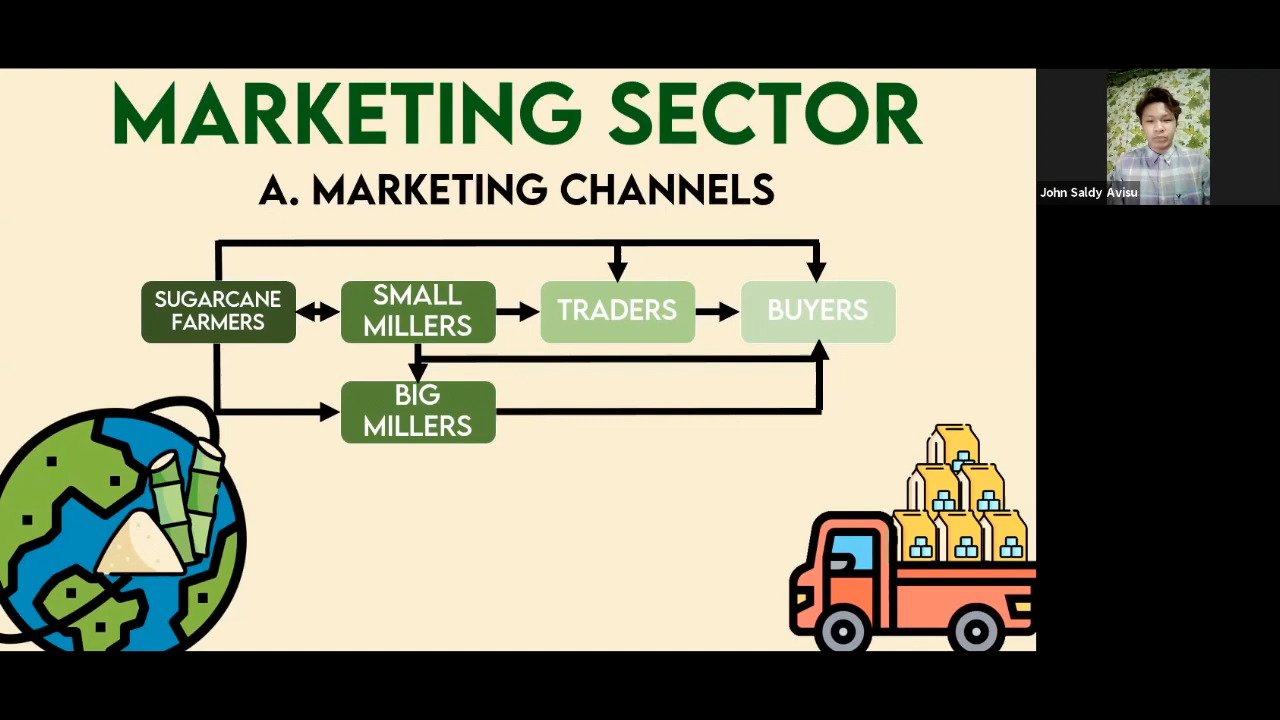 MARKETING SECTOR
A. MARKETING CHANNELS
SUGARCANE
FARMERS
SMALL
MILLERS
TRADERS
BUYERS
BIG
MILLERS
John Saldy Avisu